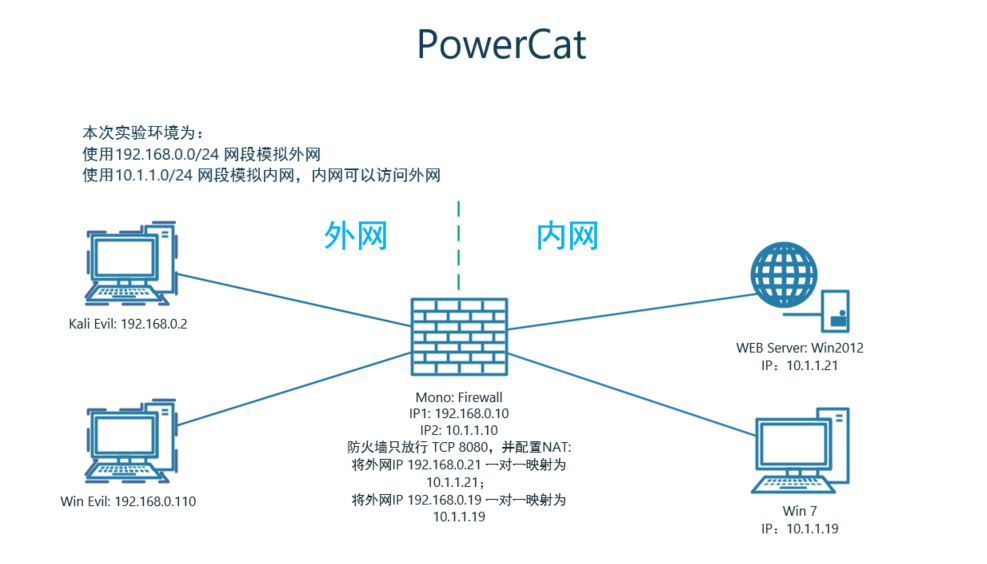 PowerCat
本次实验环境为：
使用192.168.0.0/24 网段模拟外网
使用10.1.1.0/24 网段模拟内网，内网可以访问外网
外网
内网
Kali Evil: 192.168.0.2
WEB Server: Win2012
IP：10.1.1.21
Mono: Firewall
IP1: 192.168.0.10
IP2: 10.1.1.10
防火墙只放行 TCP 8080，并配置NAT:
将外网IP 192.168.0.21 一对一映射为
10.1.1.21；
将外网IP 192.168.0.19 一对一映射为
10.1.1.19
Win Evil: 192.168.0.110
Win 7
IP：10.1.1.19